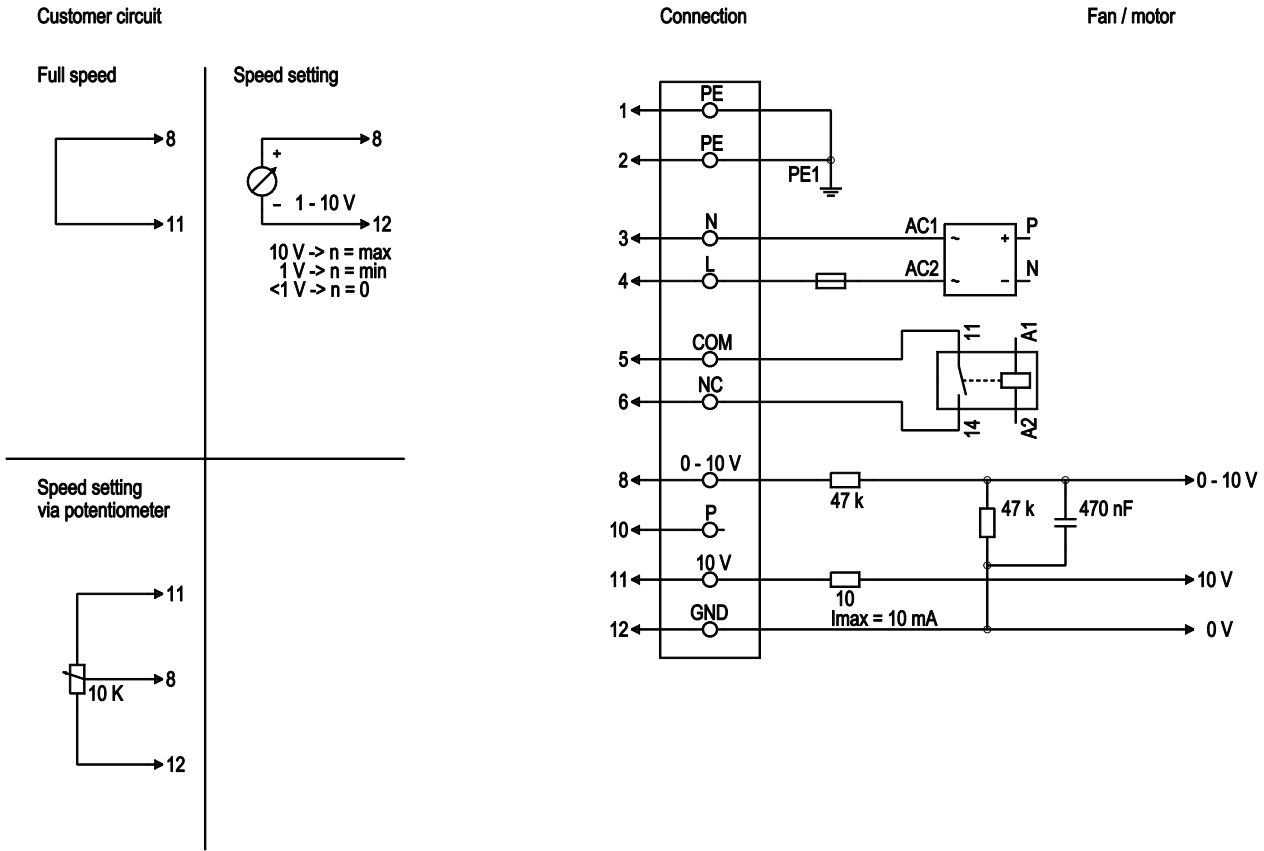 Customer circuit
Full speed
8
11
Speed setting
8
+
– 1 - 10 V
12
10 V -> n = max
1 V -> n = min
<1 V -> n = 0
Speed setting
via potentiometer
11
8
10 K
12
Connection
Fan / motor
PE
1
PE
2
PE1
N
3
AC1
~
+
P
L
4
AC2
~
–
N
COM
5
11
A1
NC
6
14
A2
0 - 10 V
8
47 k
47 k
470 nF
0 - 10 V
P
10
10 V
11
10
Imax = 10 mA
10 V
GND
12
0 V